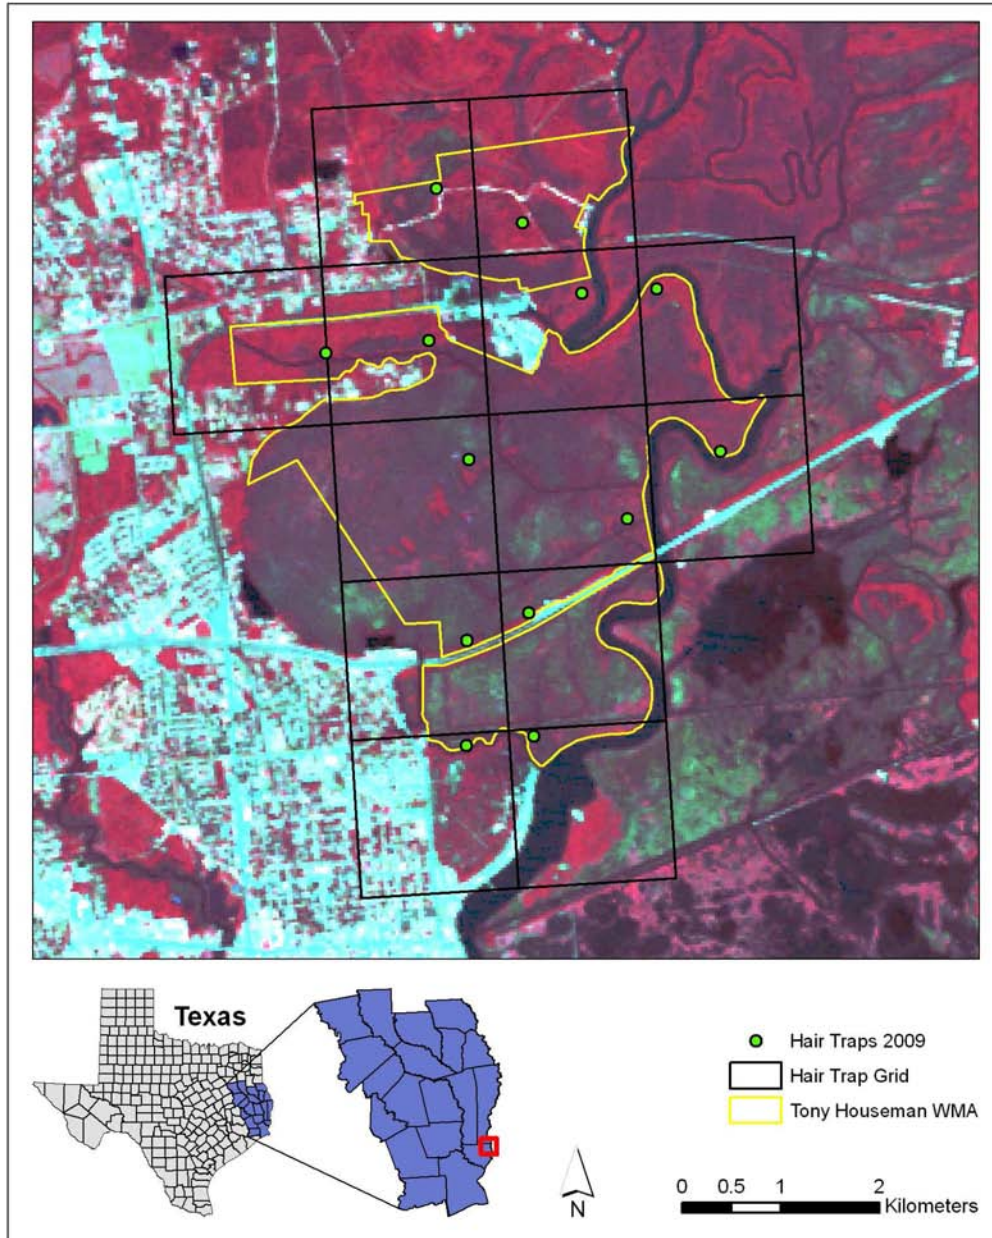 Texas
Hair Traps 2009
Hair Trap Grid
Tony Houseman WMA
N
0 0.5 1 2
Kilometers